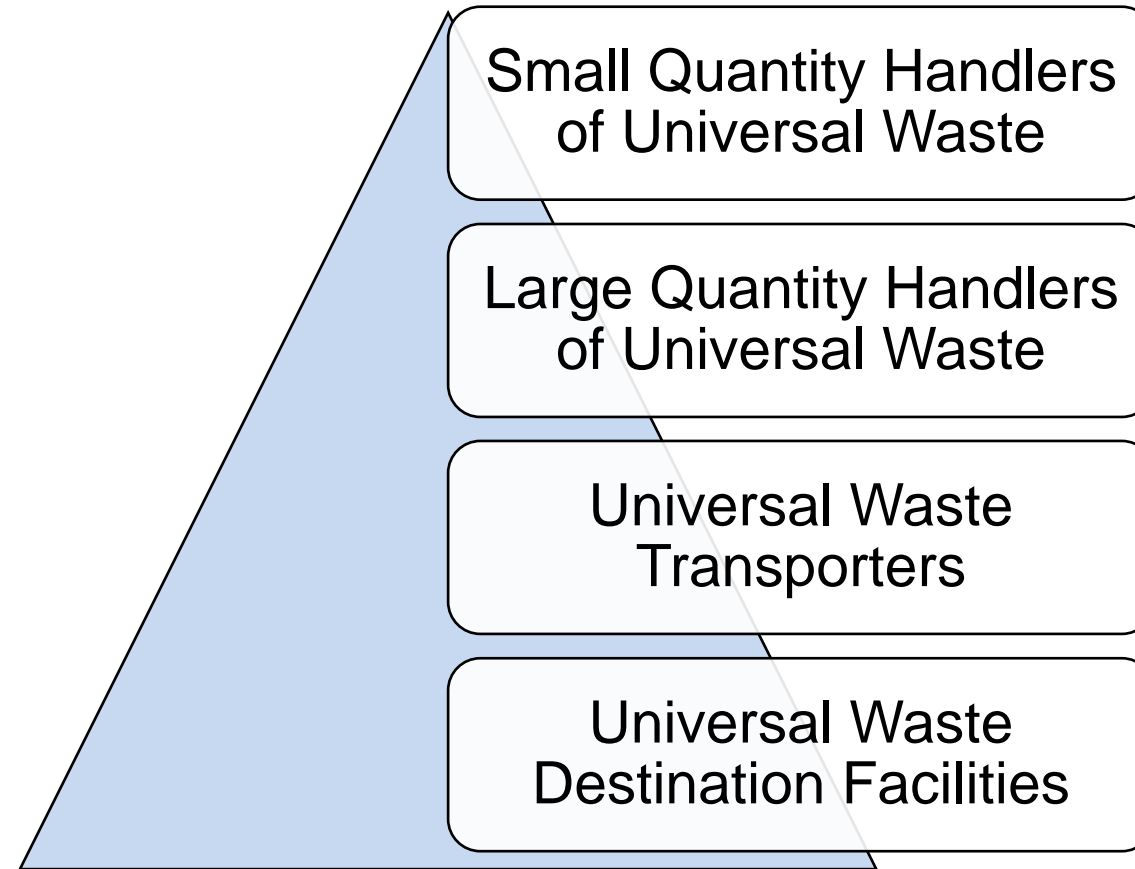 Small Quantity Handlers
of Universal Waste
Large Quantity Handlers
of Universal Waste
Universal Waste
Transporters
Universal Waste
Destination Facilities